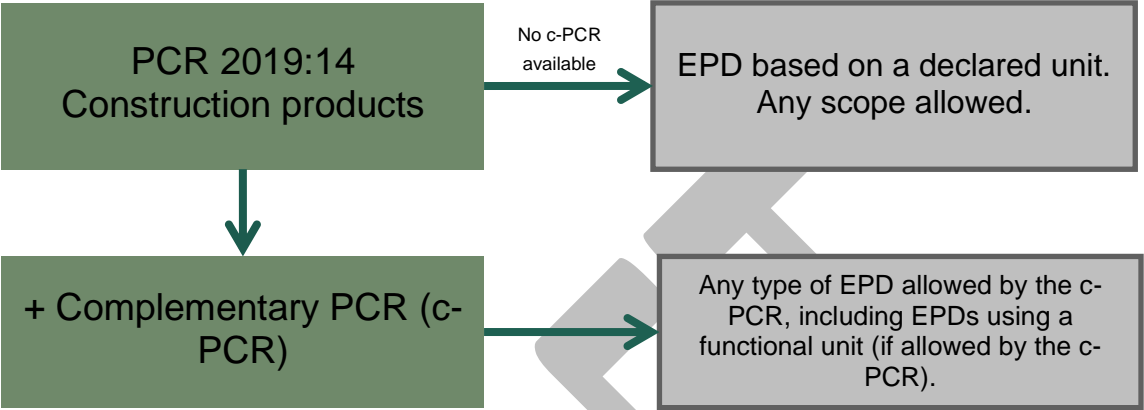 PCR 2019:14
Construction products
No c-PCR
available
EPD based on a declared unit.
Any scope allowed.
+ Complementary PCR (c-
PCR)
Any type of EPD allowed by the c-
PCR, including EPDs using a
functional unit (if allowed by the c-
PCR).